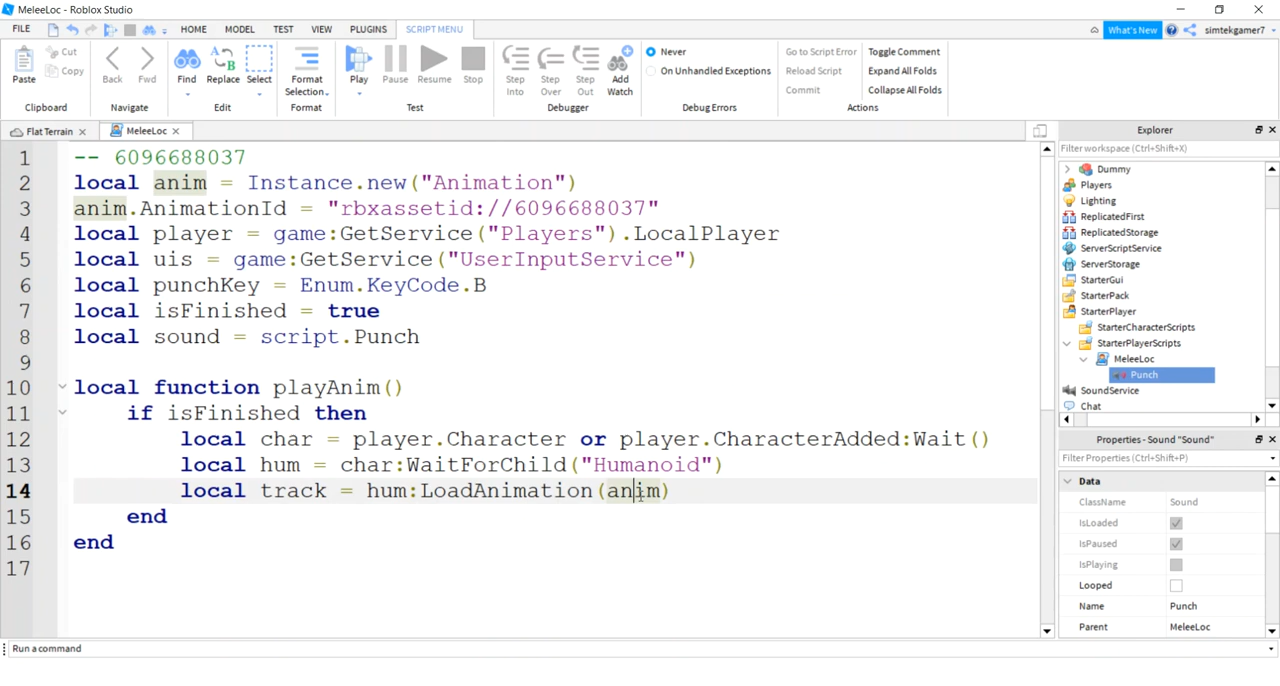 MeleeLoc - Roblox Studio
FILE HOME MODEL TEST VIEW PLUGINS SCRIPT MENU What's New simtekgamer7
Paste Cut Copy Back Fwd Find Replace Select Format Selection Play Pause Resume Stop Step Into Step Over Step Out Add Watch Never On Unhandled Exceptions Go to Script Error Reload Script Commit Allow Comment Toggle Comment Expand All Folds Collapse All Folds
Clipboard Navigate Edit Format Test Debugger Debug Errors Actions
Flat Terrain MeleeLoc
1 -- 6096688037
2 local anim = Instance.new("Animation")
3 anim.AnimationId = "rbxassetid://6096688037"
4 local player = game:GetService("Players").LocalPlayer
5 local uis = game:GetService("UserInputService")
6 local punchKey = Enum.KeyCode.B
7 local isFinished = true
8 local sound = script.Punch
9
10 local function playAnim()
11 if isFinished then
12 local char = player.Character or player.CharacterAdded:Wait()
13 local hum = char:WaitForChild("Humanoid")
14 local track = hum:LoadAnimation(anim)
15 end
16 end
17
Explorer
Filter workspace (Ctrl+Shift+X)
Dummy
Players
Lighting
ReplicatedFirst
ReplicatedStorage
ServerScriptService
ServerStorage
StarterGui
StarterPack
StarterPlayer
StarterCharacterScripts
StarterPlayerScripts
MeleeLoc
Punch
SoundService
Chat
Properties - Sound "Sound"
Filter Properties (Ctrl+Shift+P)
Data
ClassName Sound
IsLoaded
IsPaused
IsPlaying
Looped
Name Punch
Parent MeleeLoc
Run a command